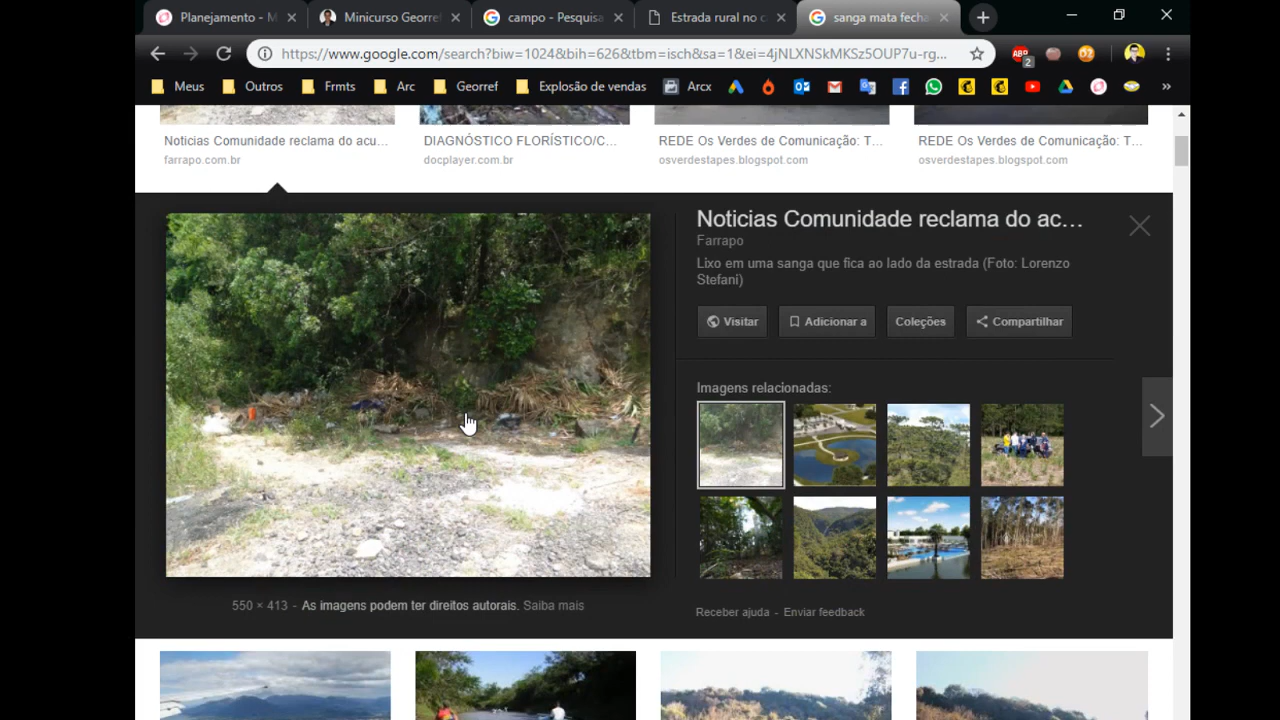 Planejamento - M
Minicurso Georref
campo - Pesquisa
Estrada rural no c
sanga mata fecha
https://www.google.com/search?biw=1024&bih=626&tbm=isch&sa=1&ei=4jNLXNSkMKSz5OUP7u-rg...
ABP
2
Meus
Outros
Frmts
Arc
Georref
Explosão de vendas
Arcx
»
Noticias Comunidade reclama do acu...
farrapo.com.br
DIAGNÓSTICO FLORÍSTICO/C...
docplayer.com.br
REDE Os Verdes de Comunicação: T...
osverdestapes.blogspot.com
REDE Os Verdes de Comunicação: T...
osverdestapes.blogspot.com
Noticias Comunidade reclama do ac...
Farrapo
Lixo em uma sanga que fica ao lado da estrada (Foto: Lorenzo
Stefani)
Visitar
Adicionar a
Coleções
Compartilhar
Imagens relacionadas:
550 × 413 - As imagens podem ter direitos autorais. Saiba mais
Receber ajuda - Enviar feedback